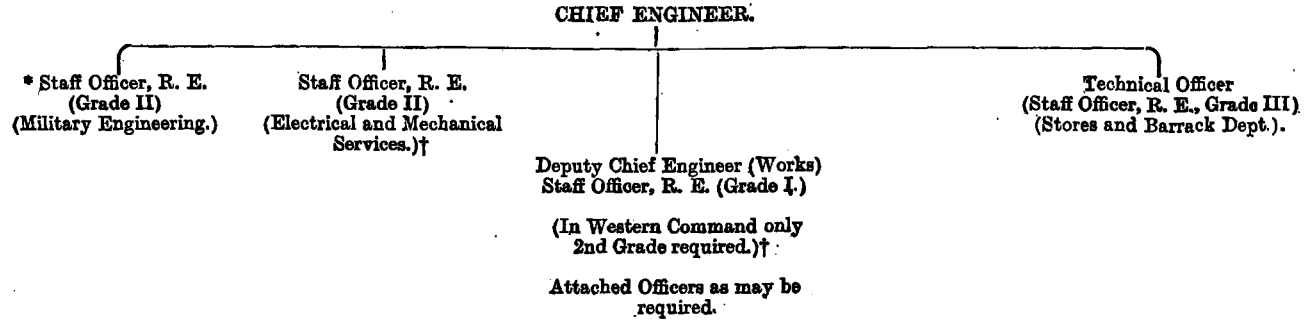 CHIEF ENGINEER.
* Staff Officer, R. E.
(Grade II)
(Military Engineering.)
Staff Officer, R. E.
(Grade II)
(Electrical and Mechanical
Services.)†
Deputy Chief Engineer (Works)
Staff Officer, R. E. (Grade I.)
(In Western Command only
2nd Grade required.)†
Attached Officers as may be
required.
Technical Officer
(Staff Officer, R. E., Grade III)
(Stores and Barrack Dept.).